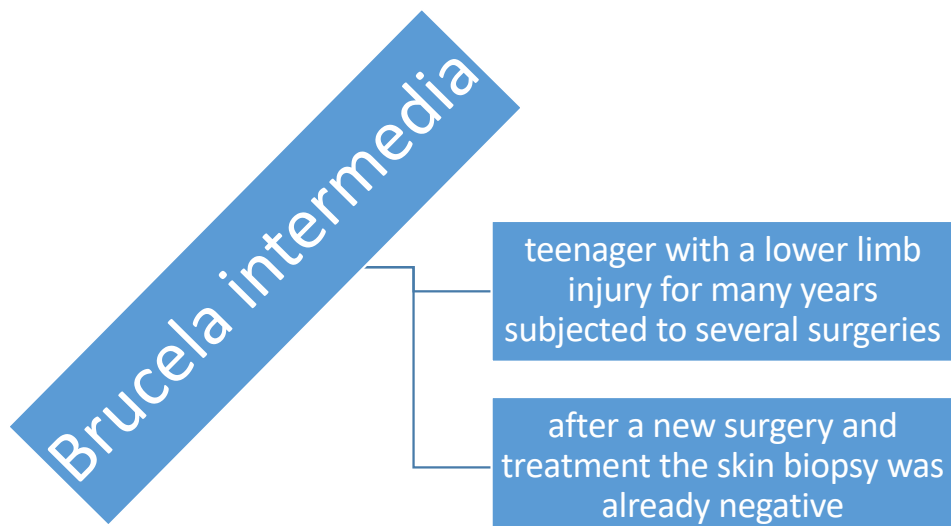 Brucela intermedia
teenager with a lower limb
injury for many years
subjected to several surgeries
after a new surgery and
treatment the skin biopsy was
already negative